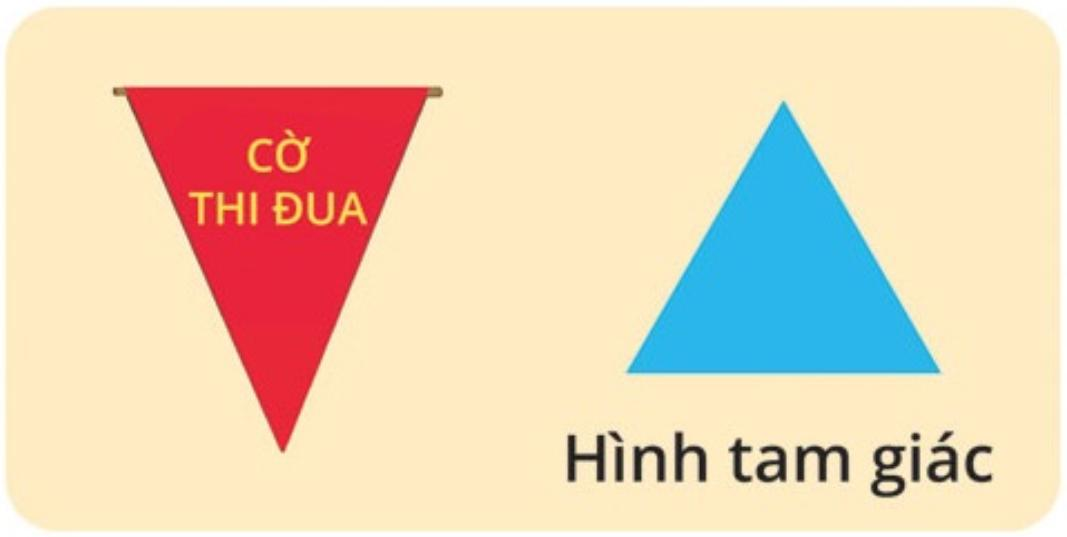 CỜ
THI ĐUA
Hình tam giác